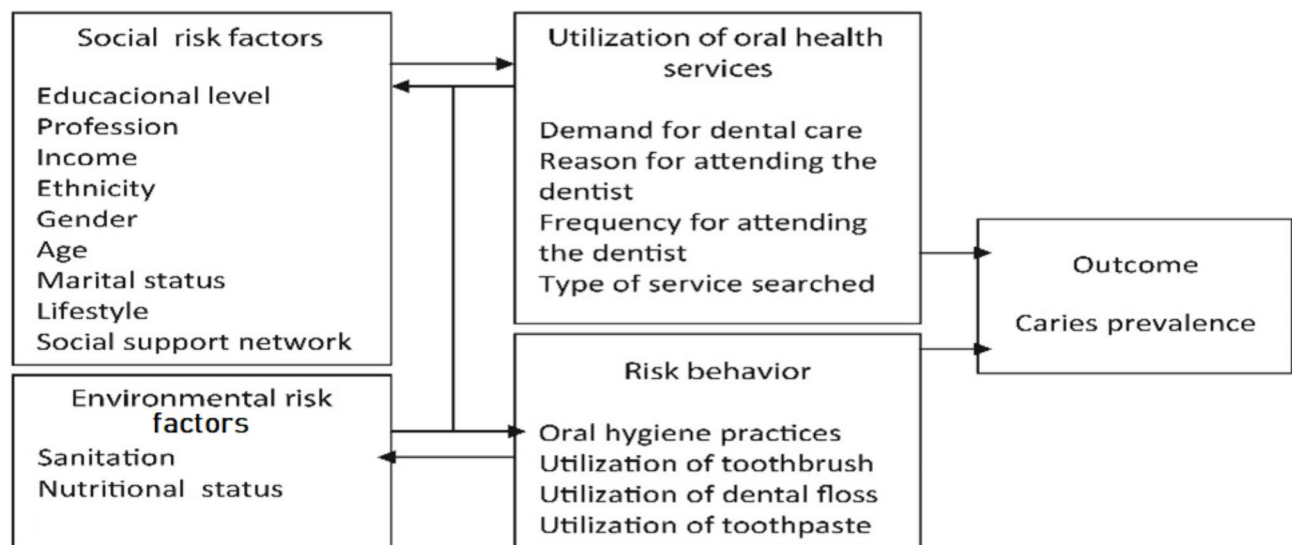 Social risk factors
Educacional level
Profession
Income
Ethnicity
Gender
Age
Marital status
Lifestyle
Social support network
Environmental risk
factors
Sanitation
Nutritional status
Utilization of oral health
services
Demand for dental care
Reason for attending the
dentist
Frequency for attending
the dentist
Type of service searched
Risk behavior
Oral hygiene practices
Utilization of toothbrush
Utilization of dental floss
Utilization of toothpaste
Outcome
Caries prevalence